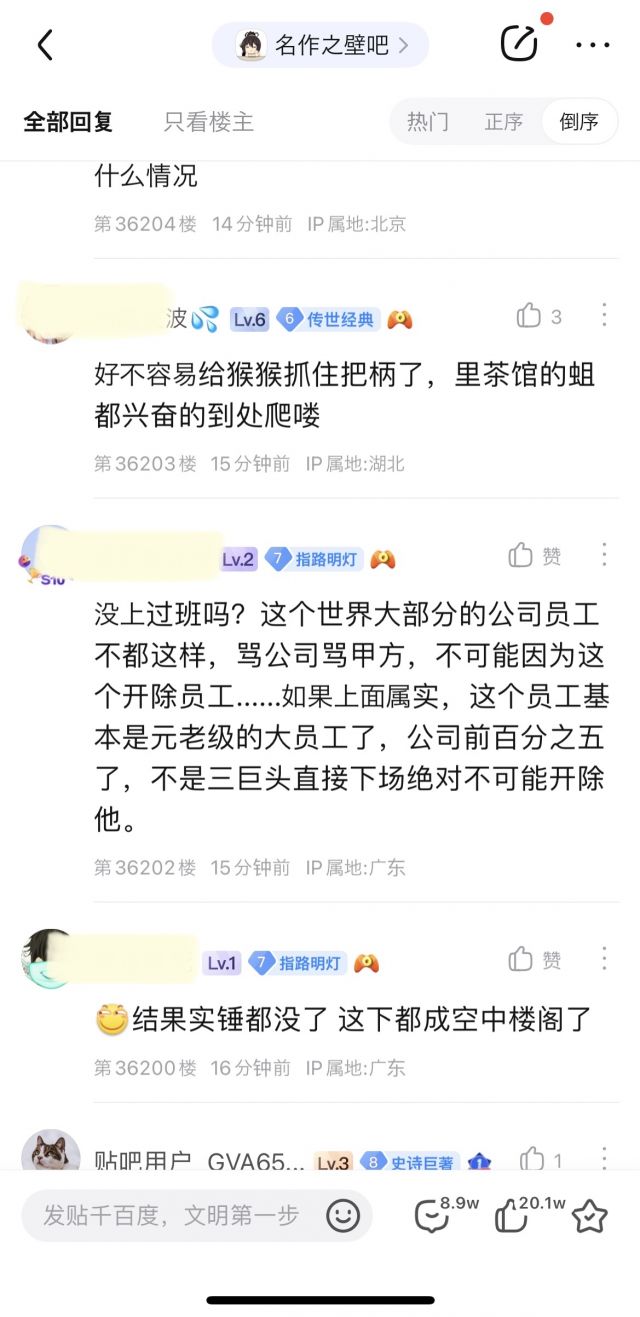 名作之壁吧
全部回复 只看楼主 热门 正序 倒序
什么情况
第36204楼 14分钟前 IP属地:北京
波💦 Lv.6 6 传世经典 3
好不容易给猴猴抓住把柄了，里茶馆的蛆
都兴奋的到处爬喽
第36203楼 15分钟前 IP属地:湖北
S10 Lv.2 7 指路明灯 赞
没上过班吗？这个世界大部分的公司员工
不都这样，骂公司骂甲方，不可能因为这
个开除员工......如果上面属实，这个员工基
本是元老级的大员工了，公司前百分之五
了，不是三巨头直接下场绝对不可能开除
他。
第36202楼 15分钟前 IP属地:广东
Lv.1 7 指路明灯 赞
结果实锤都没了 这下都成空中楼阁了
第36200楼 16分钟前 IP属地:广东
贴吧用户_GVA65... Lv.3 8 史诗巨著 1
发贴千百度，文明第一步 8.9w 20.1w